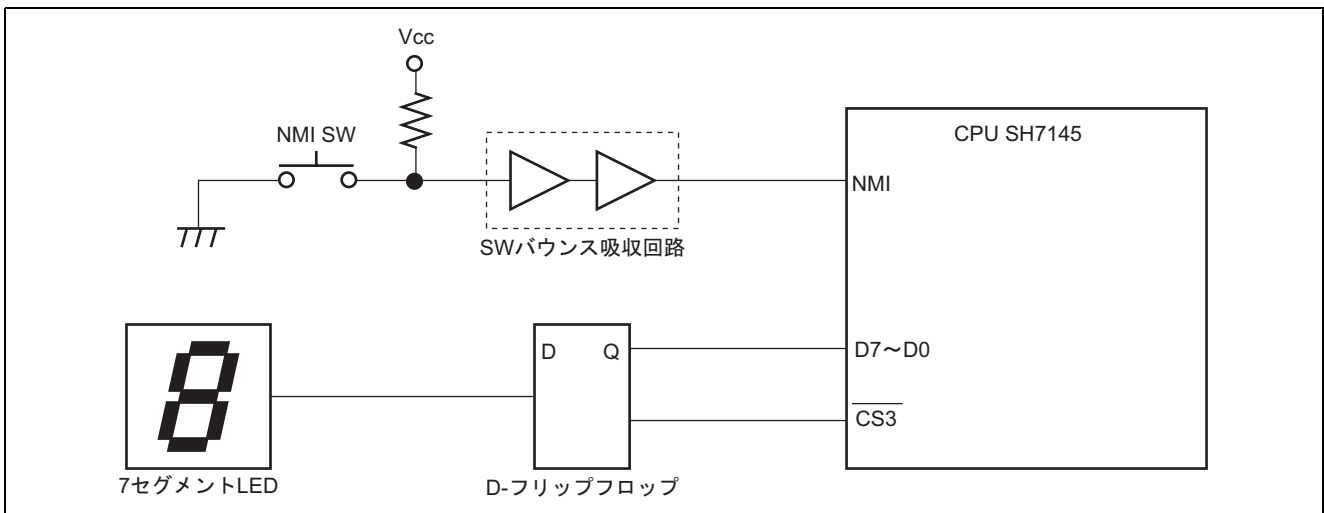 Vcc
NMI SW
CPU SH7145
NMI
SWバウンス吸収回路
D Q
D7～D0
CS3
7セグメントLED
D-フリップフロップ